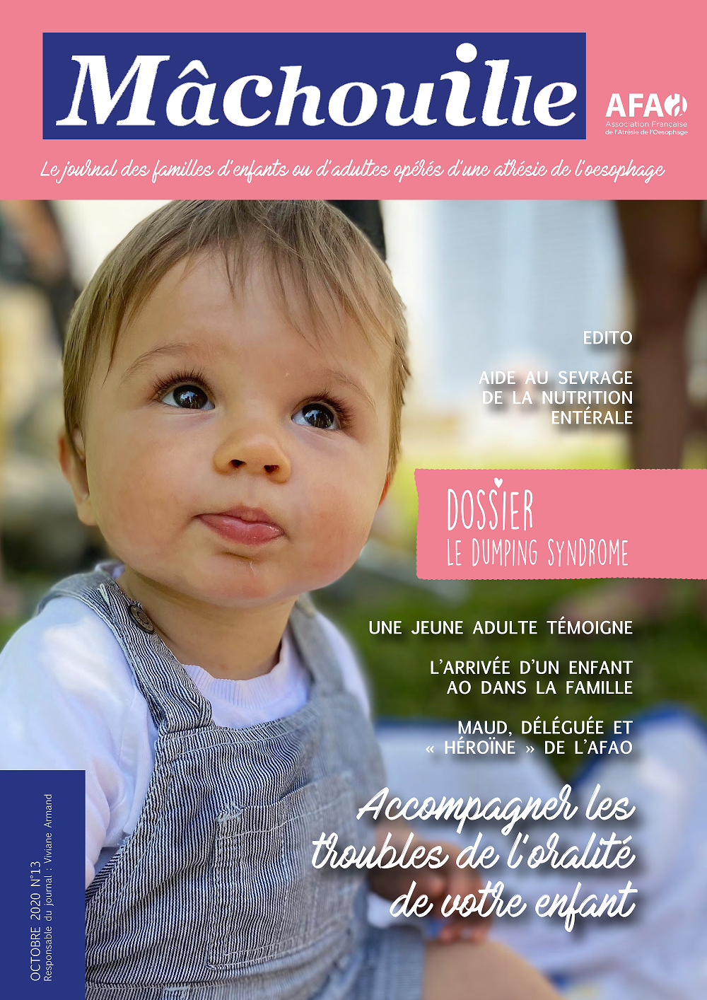 Mâchouille
AFAO
Association Française
de l'Atrésie de l'Oesophage
Le journal des familles d'enfants ou d'adultes opérés d'une atrésie de l'oesophage
EDITO
AIDE AU SEVRAGE
DE LA NUTRITION
ENTÉRALE
DOSSIER
LE DUMPING SYNDROME
UNE JEUNE ADULTE TÉMOIGNE
L'ARRIVÉE D'UN ENFANT
AO DANS LA FAMILLE
MAUD, DÉLÉGUÉE ET
« HÉROÏNE » DE L'AFAO
Accompagner les
troubles de l'oralité
de votre enfant
OCTOBRE 2020 N°13
Responsable du journal : Viviane Armand